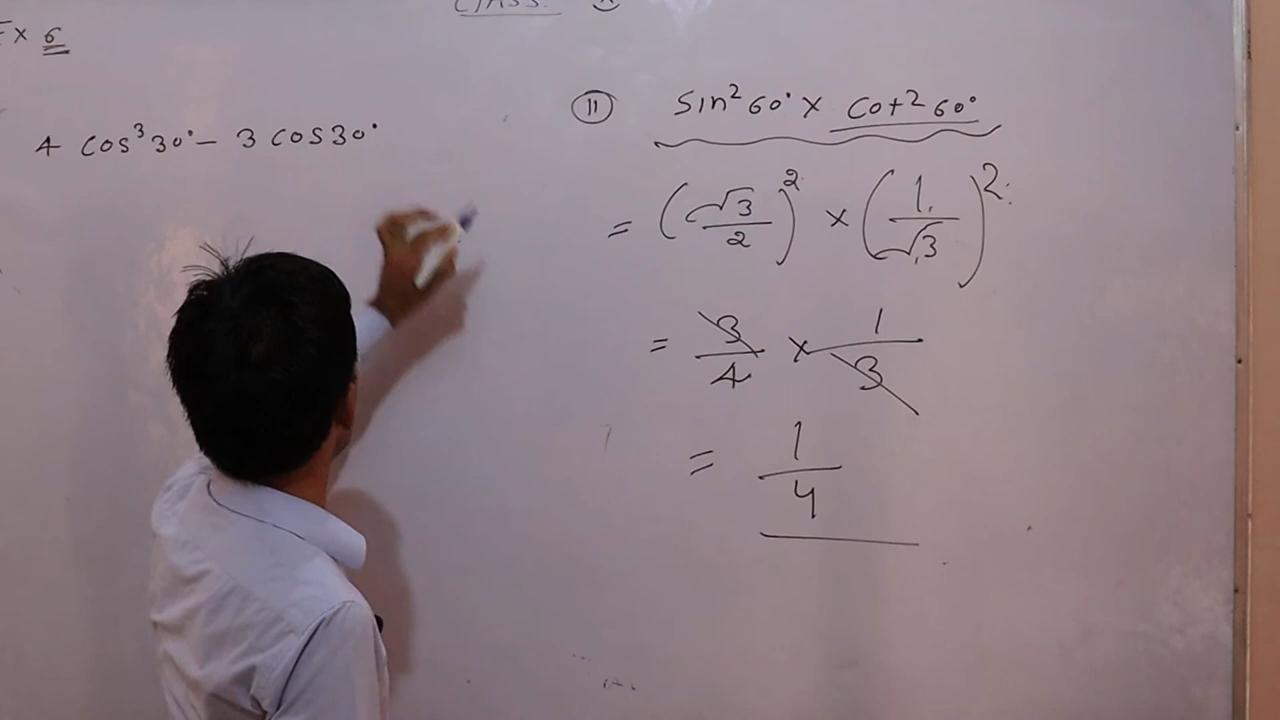 CLASS: X
EX 6
4 cos³30° - 3 cos30°
(11) sin²60° × cot²60°
= (√3/2)² × (1/√3)²
= 3/4 × 1/3
= 1/4